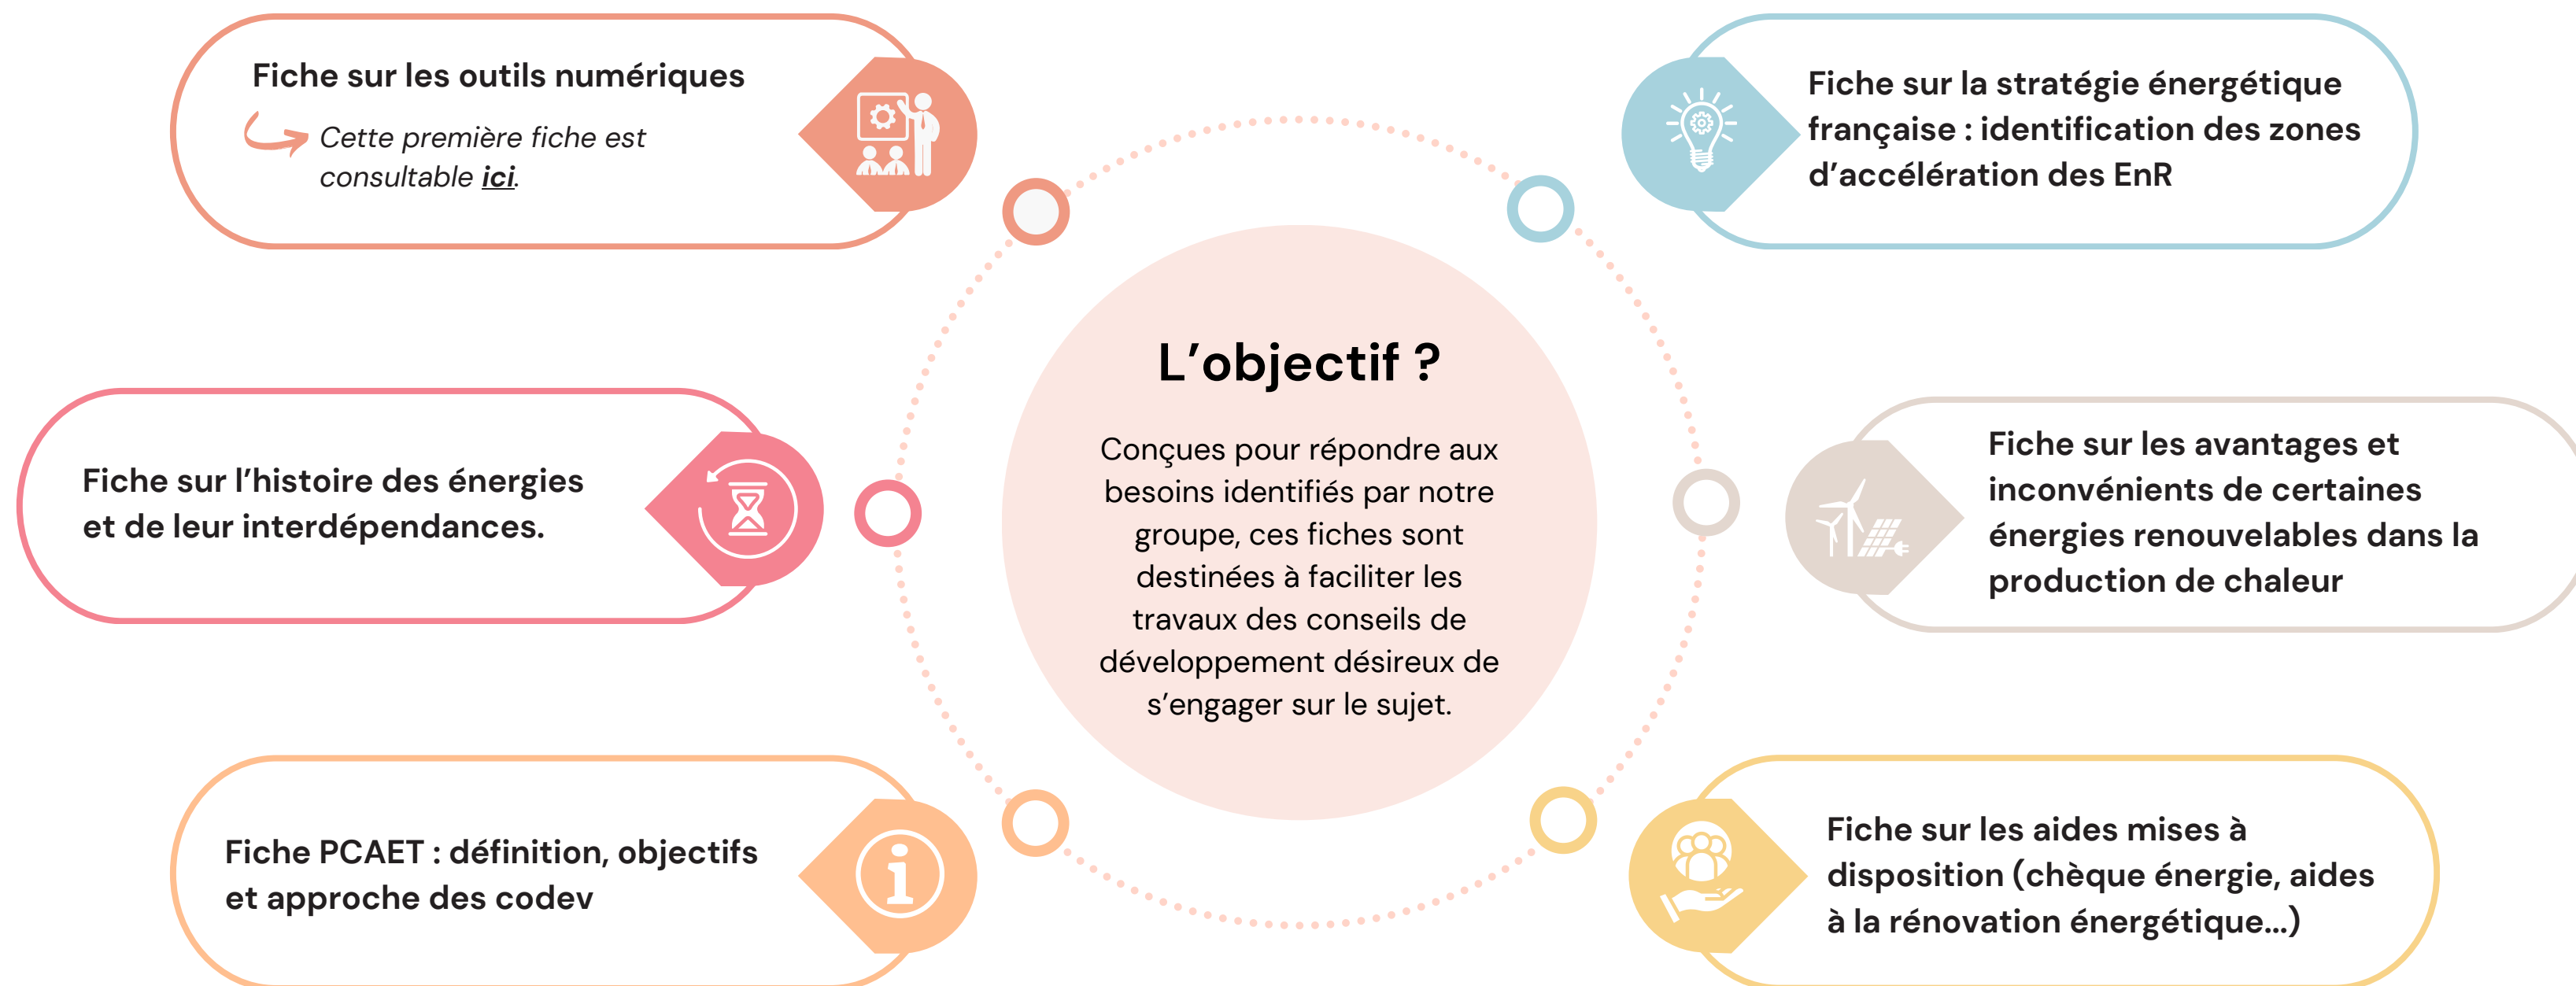 Fiche sur les outils numériques
Cette première fiche est
consultable ici.
Fiche sur l’histoire des énergies
et de leur interdépendances.
Fiche PCAET : définition, objectifs
et approche des codev
L’objectif ?
Conçues pour répondre aux
besoins identifiés par notre
groupe, ces fiches sont
destinées à faciliter les
travaux des conseils de
développement désireux de
s’engager sur le sujet.
Fiche sur la stratégie énergétique
française : identification des zones
d’accélération des EnR
Fiche sur les avantages et
inconvénients de certaines
énergies renouvelables dans la
production de chaleur
Fiche sur les aides mises à
disposition (chèque énergie, aides
à la rénovation énergétique...)